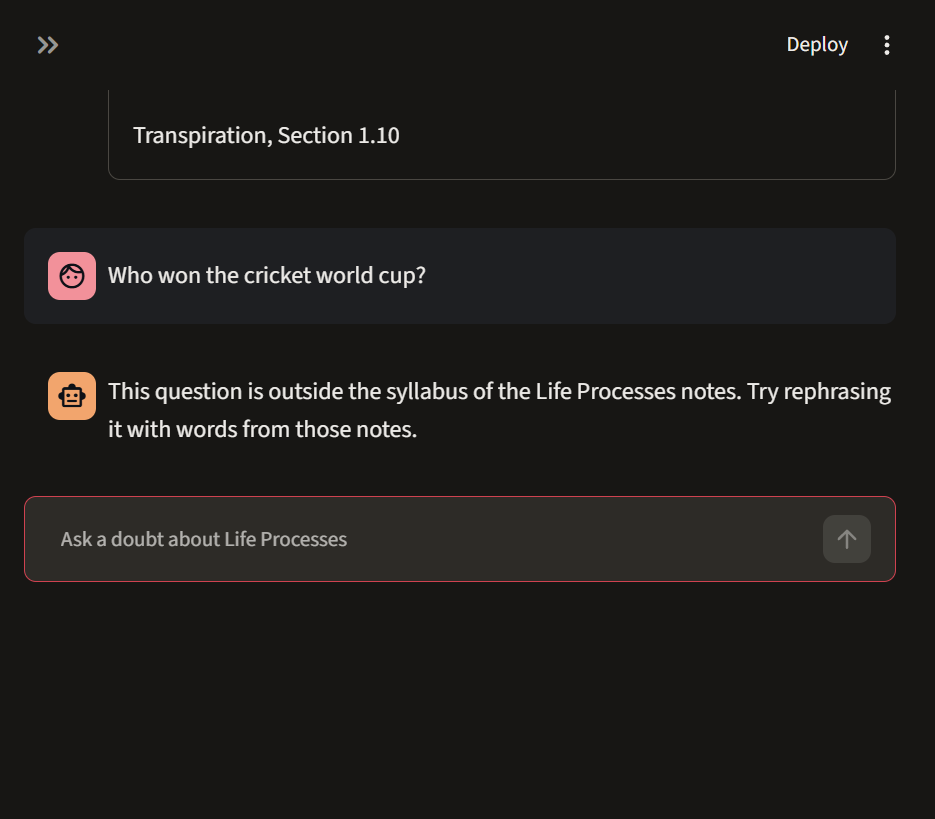 Deploy
Transpiration, Section 1.10
Who won the cricket world cup?
This question is outside the syllabus of the Life Processes notes. Try rephrasing
it with words from those notes.
Ask a doubt about Life Processes